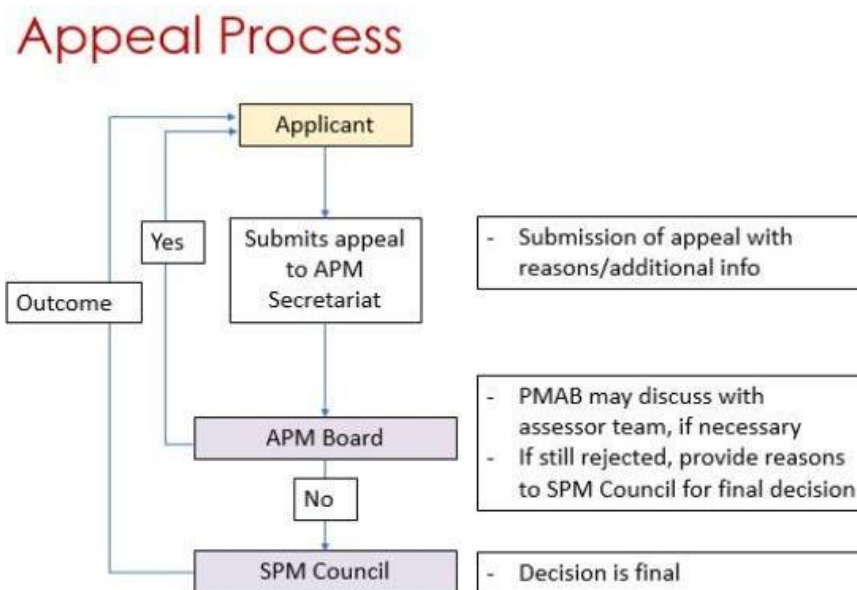 Appeal Process
Applicant
Yes
Submits appeal
to APM
Secretariat
- Submission of appeal with
reasons/additional info
Outcome
APM Board
- PMAB may discuss with
assessor team, if necessary
- If still rejected, provide reasons
to SPM Council for final decision
No
SPM Council
- Decision is final